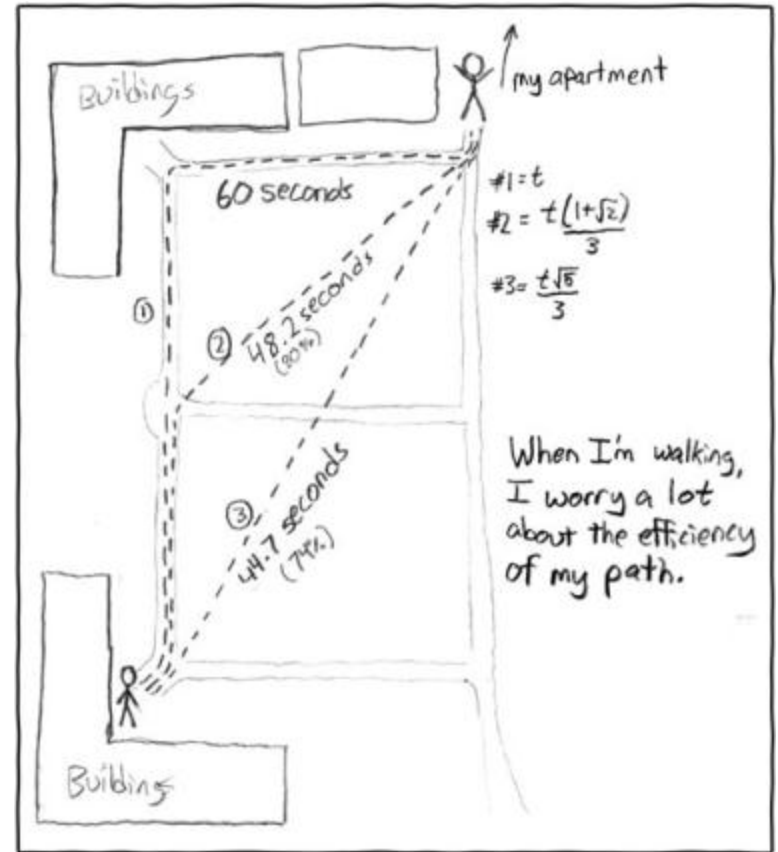 Buildings
my apartment
60 seconds
#1 = t
#2 = t(1+√2)
3
#3 = t√5
3
①
②
48.2 seconds
(80%)
③
44.7 seconds
(74%)
When I'm walking,
I worry a lot
about the efficiency
of my path.
Building